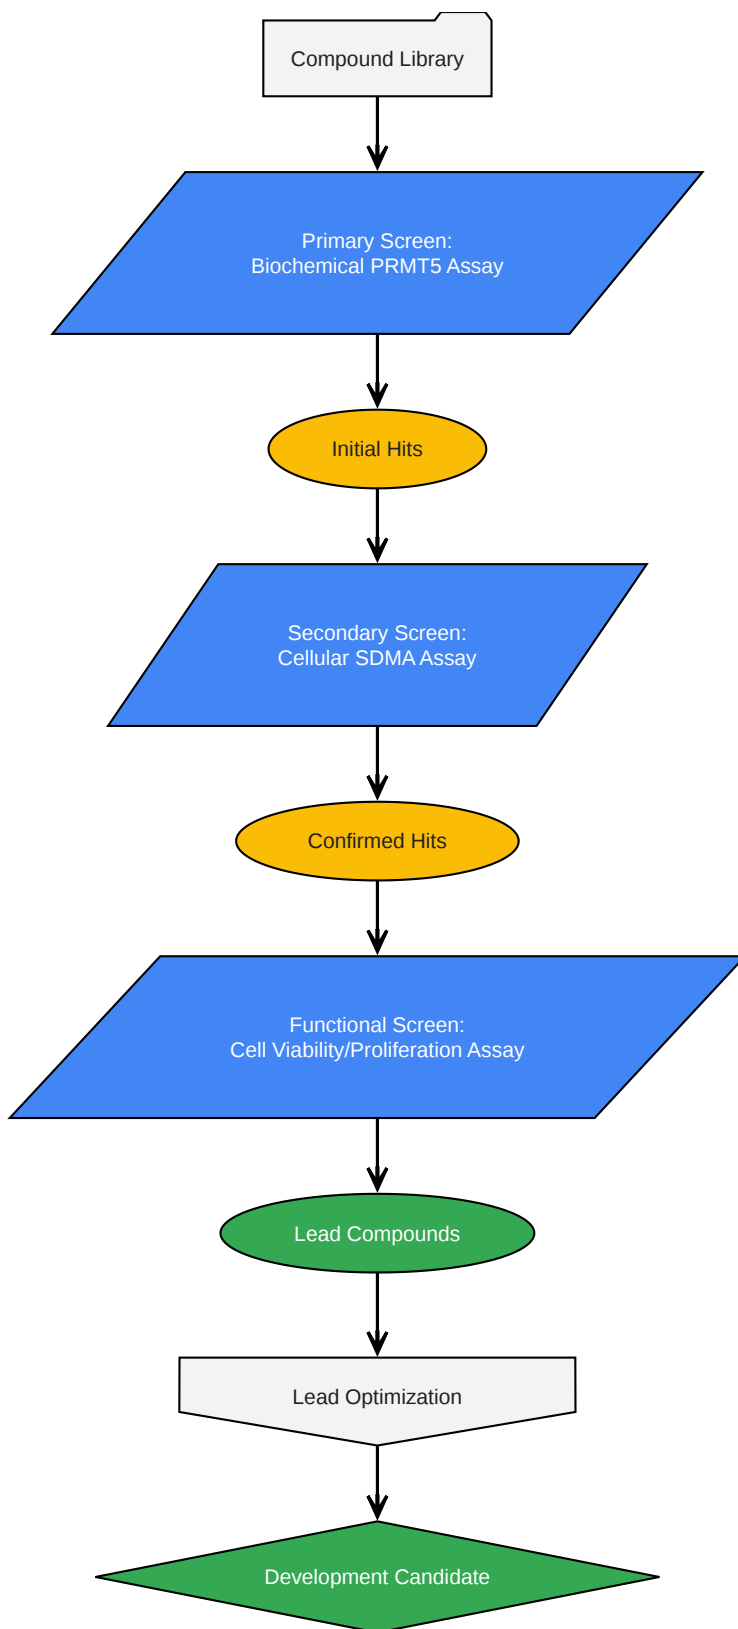 Compound Library
Primary Screen:
Biochemical PRMT5 Assay
Initial Hits
Secondary Screen:
Cellular SDMA Assay
Confirmed Hits
Functional Screen:
Cell Viability/Proliferation Assay
Lead Compounds
Lead Optimization
Development Candidate